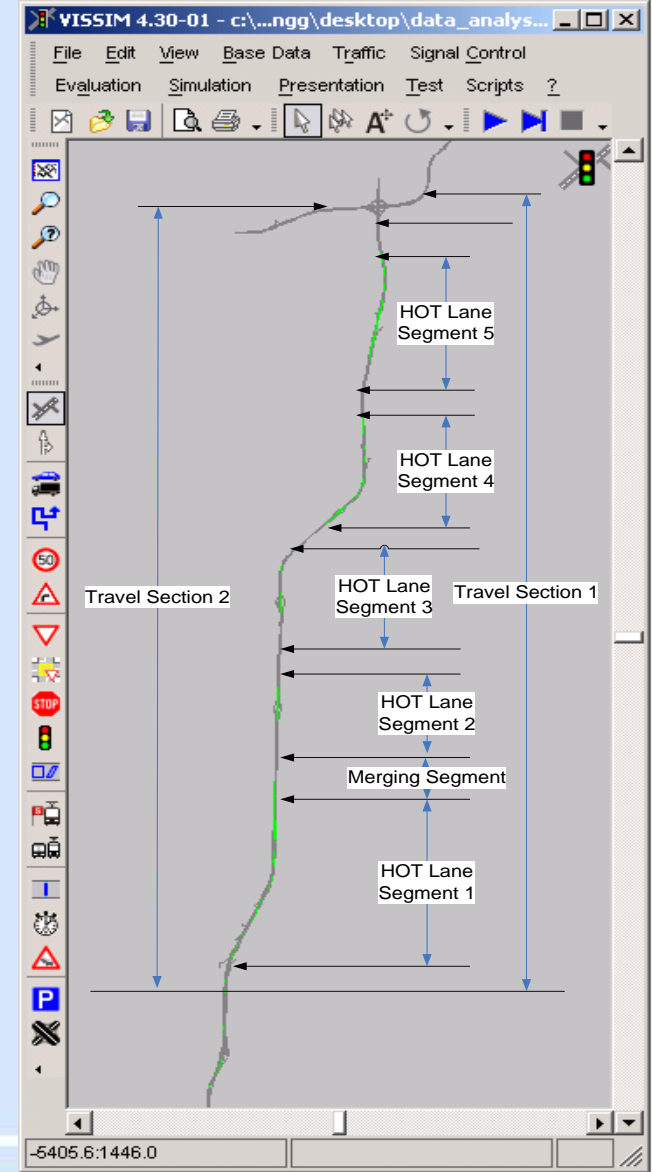 VISSIM 4.30-01 - c:\...ngg\desktop\data_analys...
File Edit View Base Data Traffic Signal Control
Evaluation Simulation Presentation Test Scripts ?
HOT Lane
Segment 5
HOT Lane
Segment 4
50
Travel Section 2
HOT Lane
Segment 3
Travel Section 1
STOP
HOT Lane
Segment 2
Merging Segment
HOT Lane
Segment 1
P
-5405.6:1446.0